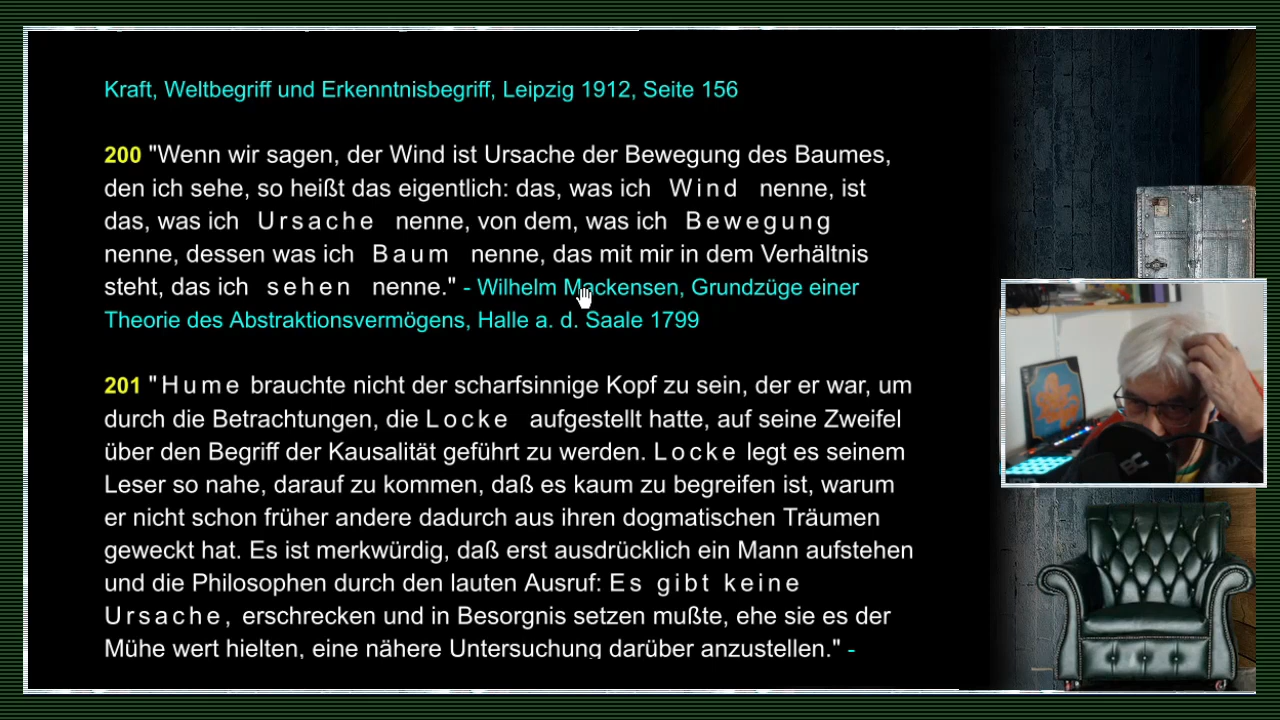 Kraft, Weltbegriff und Erkenntnisbegriff, Leipzig 1912, Seite 156
200 "Wenn wir sagen, der Wind ist Ursache der Bewegung des Baumes,
den ich sehe, so heißt das eigentlich: das, was ich Wind nenne, ist
das, was ich Ursache nenne, von dem, was ich Bewegung
nenne, dessen was ich Baum nenne, das mit mir in dem Verhältnis
steht, das ich sehen nenne." - Wilhelm Mackensen, Grundzüge einer
Theorie des Abstraktionsvermögens, Halle a. d. Saale 1799
201 "Hume brauchte nicht der scharfsinnige Kopf zu sein, der er war, um
durch die Betrachtungen, die Locke aufgestellt hatte, auf seine Zweifel
über den Begriff der Kausalität geführt zu werden. Locke legt es seinem
Leser so nahe, darauf zu kommen, daß es kaum zu begreifen ist, warum
er nicht schon früher andere dadurch aus ihren dogmatischen Träumen
geweckt hat. Es ist merkwürdig, daß erst ausdrücklich ein Mann aufstehen
und die Philosophen durch den lauten Ausruf: Es gibt keine
Ursache, erschrecken und in Besorgnis setzen mußte, ehe sie es der
Mühe wert hielten, eine nähere Untersuchung darüber anzustellen." -